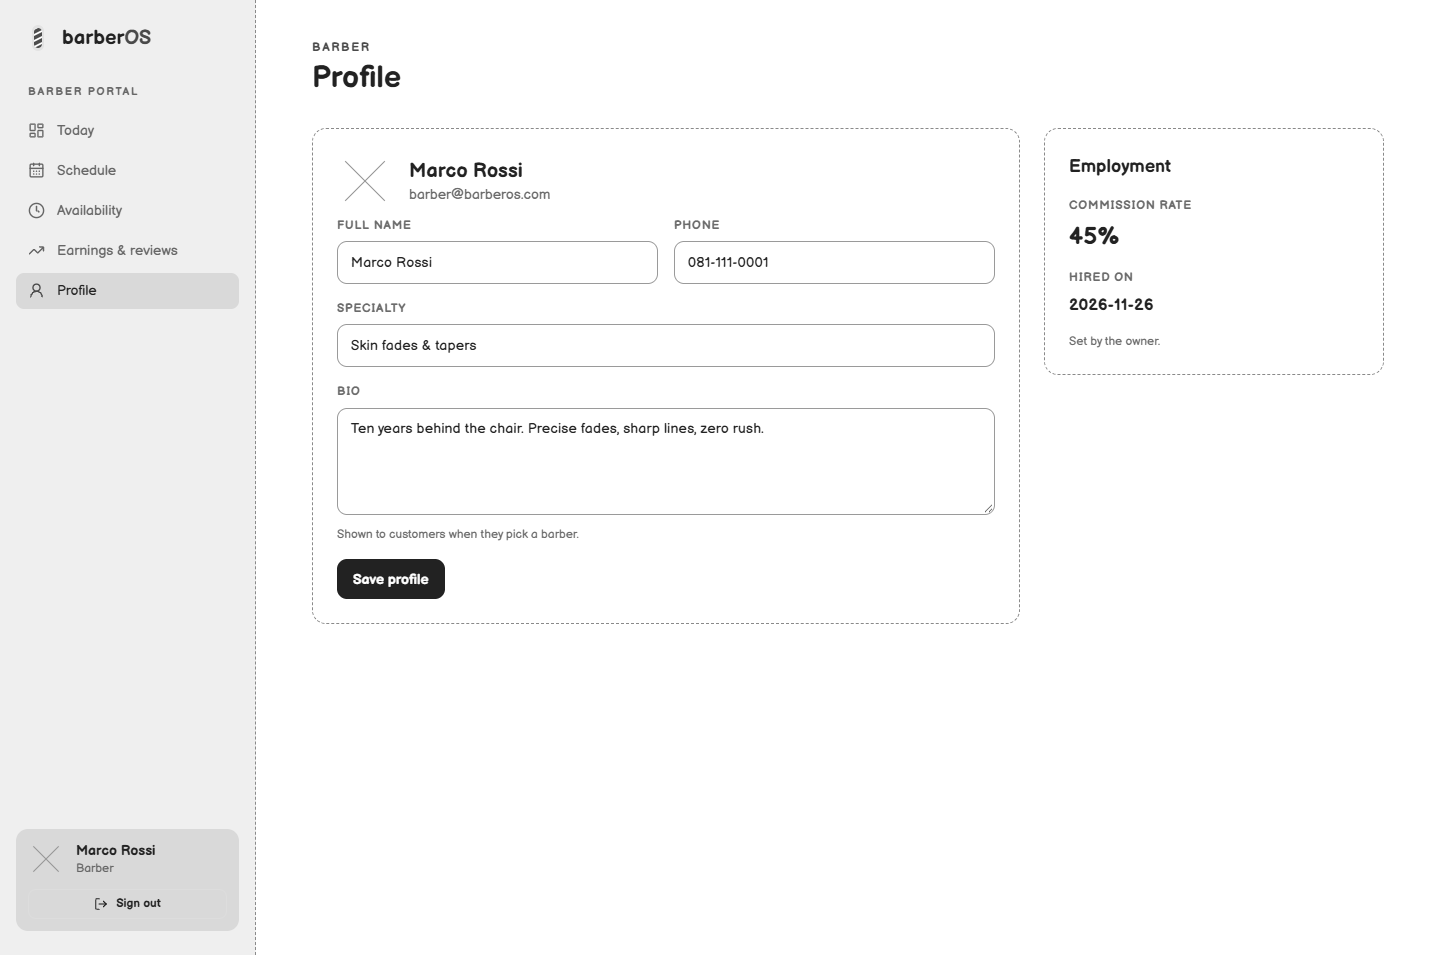 barberOS
BARBER PORTAL
Today
Schedule
Availability
Earnings & reviews
Profile
Marco Rossi
Barber
Sign out
BARBER
Profile
Marco Rossi
barber@barberos.com
FULL NAME
Marco Rossi
PHONE
081-111-0001
SPECIALTY
Skin fades & tapers
BIO
Ten years behind the chair. Precise fades, sharp lines, zero rush.
Shown to customers when they pick a barber.
Save profile
Employment
COMMISSION RATE
45%
HIRED ON
2026-11-26
Set by the owner.